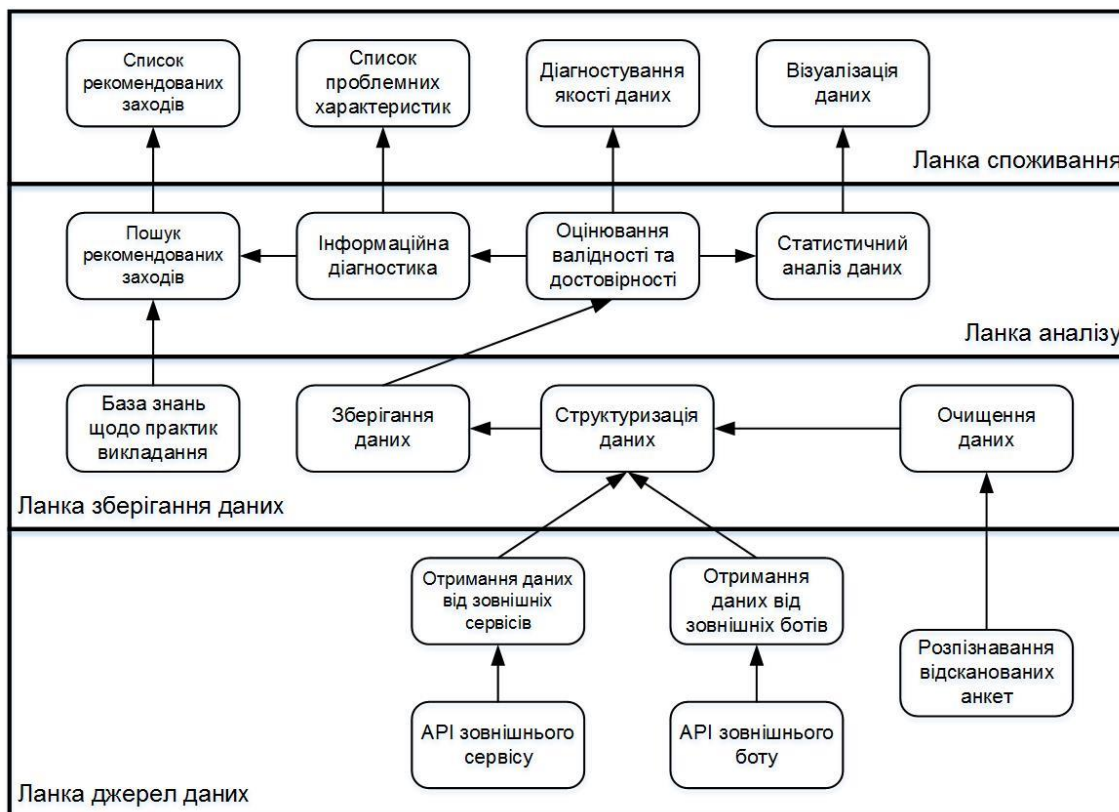 Список
рекомендованих
заходів
Список
проблемних
характеристик
Діагностування
якості даних
Візуалізація
даних
Ланка споживання
Пошук
рекомендованих
заходів
Інформаційна
діагностика
Оцінювання
валідності та
достовірності
Статистичний
аналіз даних
Ланка аналізу
База знань
щодо практик
викладання
Зберігання
даних
Структуризація
даних
Очищення
даних
Ланка зберігання даних
Отримання даних
від зовнішніх
сервісів
Отримання
даних від
зовнішніх ботів
Розпізнавання
відсканованих
анкет
АРІ зовнішнього
сервісу
АРІ зовнішнього
боту
Ланка джерел даних